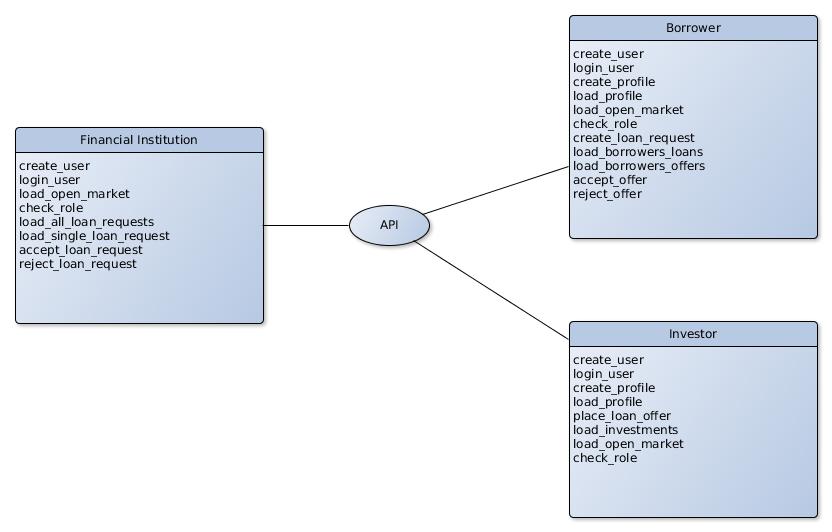 Financial Institution
create_user
login_user
load_open_market
check_role
load_all_loan_requests
load_single_loan_request
accept_loan_request
reject_loan_request
API
Borrower
create_user
login_user
create_profile
load_profile
load_open_market
check_role
create_loan_request
load_borrowers_loans
load_borrowers_offers
accept_offer
reject_offer
Investor
create_user
login_user
create_profile
load_profile
place_loan_offer
load_investments
load_open_market
check_role